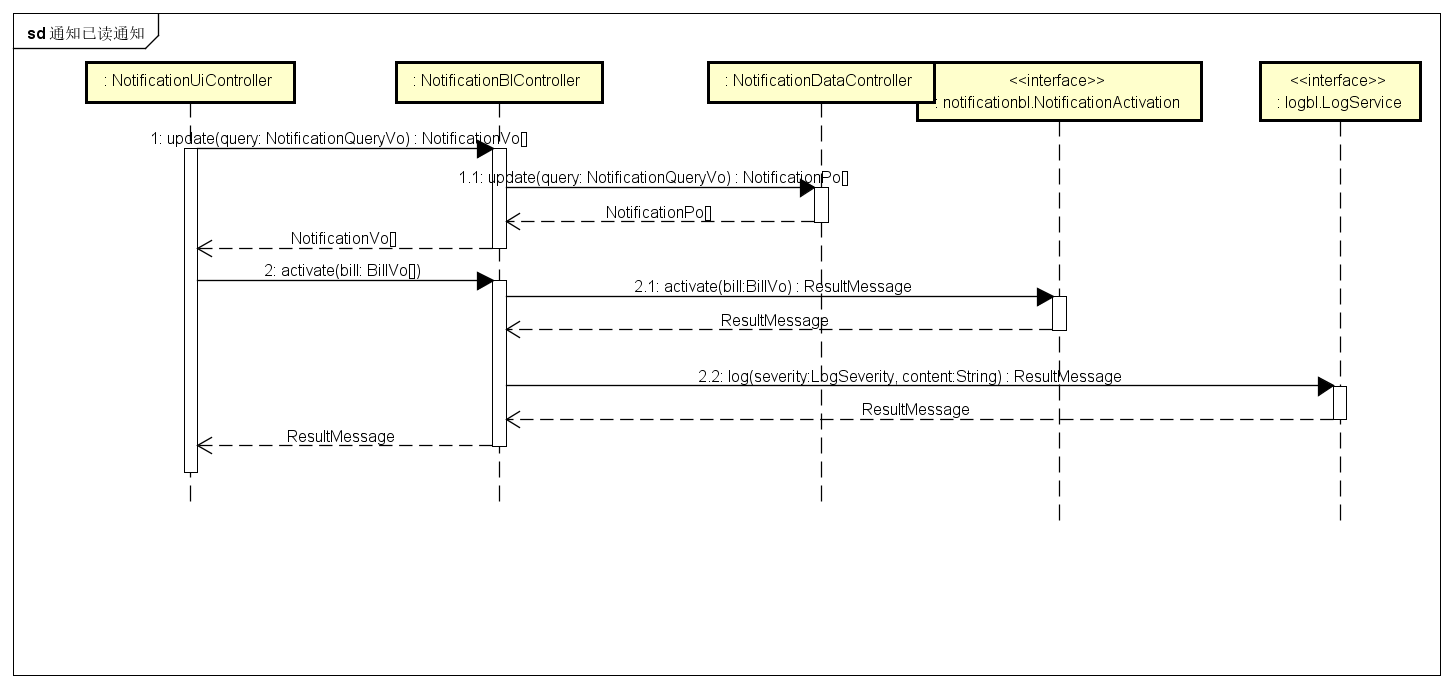 sd 通知已读通知
: NotificationUiController
: NotificationBlController
: NotificationDataController
<<interface>>
: notificationbl.NotificationActivation
<<interface>>
: logbl.LogService
1: update(query: NotificationQueryVo) : NotificationVo[]
1.1: update(query: NotificationQueryVo) : NotificationPo[]
NotificationPo[]
NotificationVo[]
2: activate(bill: BillVo[])
2.1: activate(bill:BillVo) : ResultMessage
ResultMessage
2.2: log(severity:LogSeverity, content:String) : ResultMessage
ResultMessage
ResultMessage